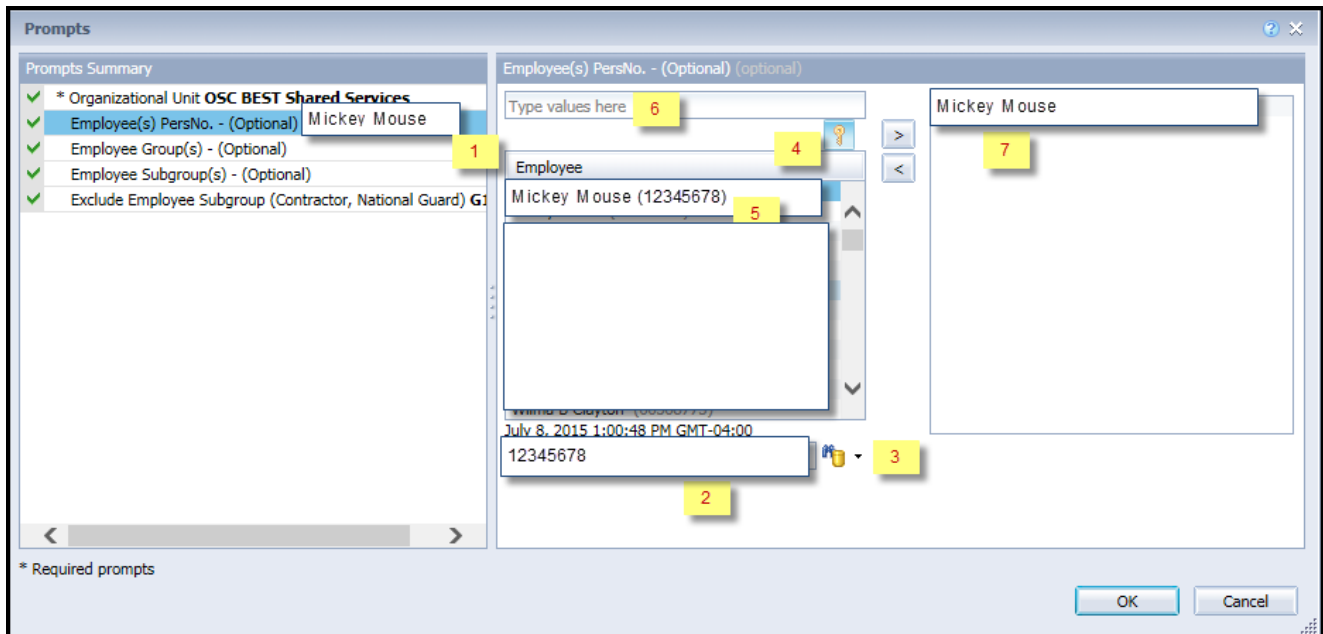 Prompts
Prompts Summary
* Organizational Unit OSC BEST Shared Services
Employee(s) PersNo. - (Optional) Mickey Mouse
1
Employee Group(s) - (Optional)
Employee Subgroup(s) - (Optional)
Exclude Employee Subgroup (Contractor, National Guard) G1
* Required prompts
Employee(s) PersNo. - (Optional) (optional)
Type values here 6
4
Employee
Mickey Mouse (12345678)
5
July 8, 2015 1:00:48 PM GMT-04:00
12345678
3
2
>
<
Mickey Mouse
7
OK Cancel